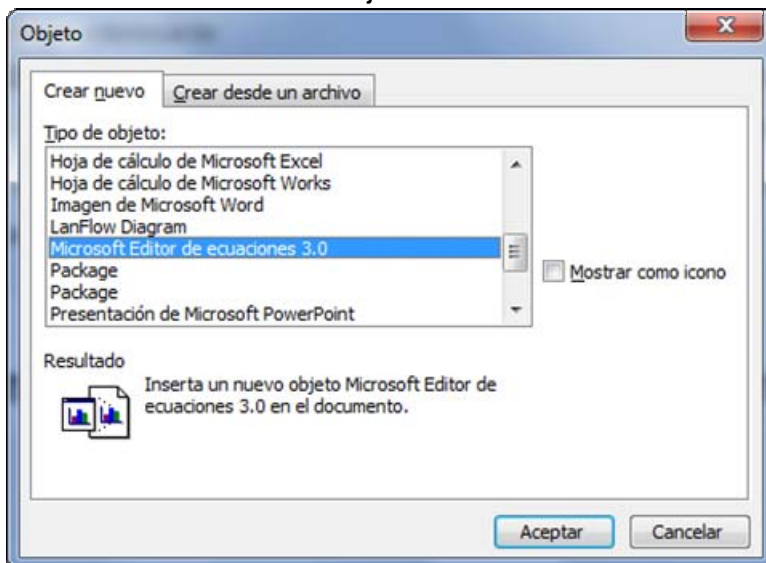 Objeto
Crear nuevo
Crear desde un archivo
Tipo de objeto:
Hoja de cálculo de Microsoft Excel
Hoja de cálculo de Microsoft Works
Imagen de Microsoft Word
LanFlow Diagram
Microsoft Editor de ecuaciones 3.0
Package
Package
Presentación de Microsoft PowerPoint
Mostrar como icono
Resultado
Inserta un nuevo objeto Microsoft Editor de
ecuaciones 3.0 en el documento.
Aceptar
Cancelar